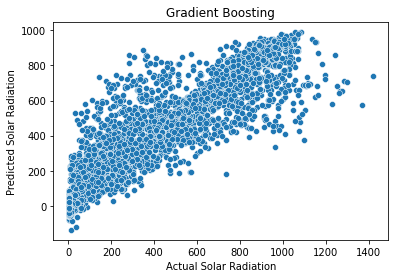 Gradient Boosting
Predicted Solar Radiation
1000
800
600
400
200
0
0 200 400 600 800 1000 1200 1400
Actual Solar Radiation